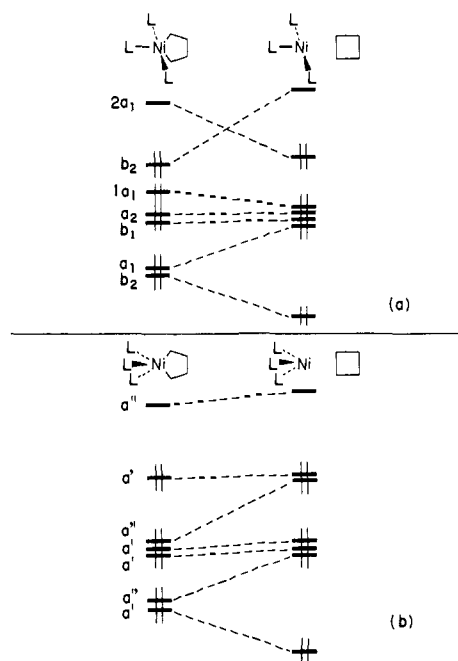 L L
L Ni L Ni
L L
2a₁
b₂
1a₁
a₂
b₁
a₁
b₂
(a)
L L
L Ni L Ni
L L
a"
a'
a"
a'
a'
a"
a'
(b)